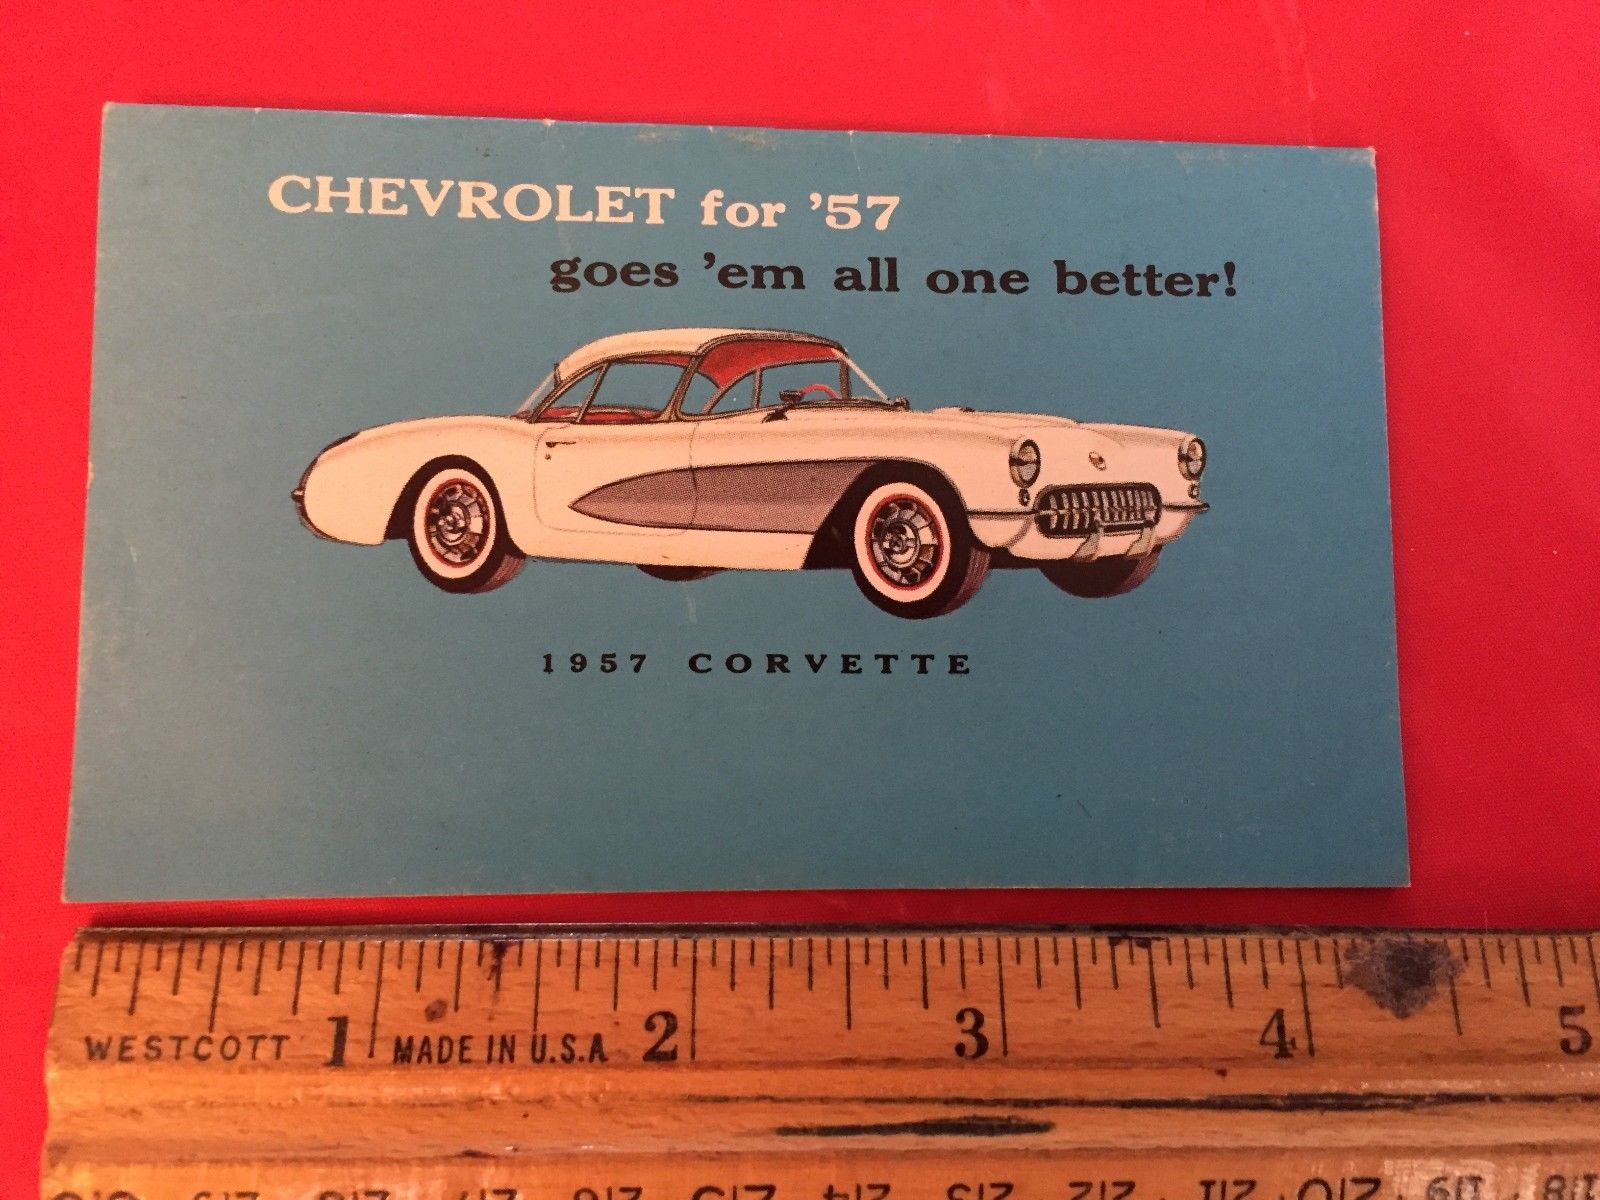 CHEVROLET for '57
goes 'em all one better!
1957 CORVETTE
1 2 3 4 5
WESTCOTT MADE IN U.S.A